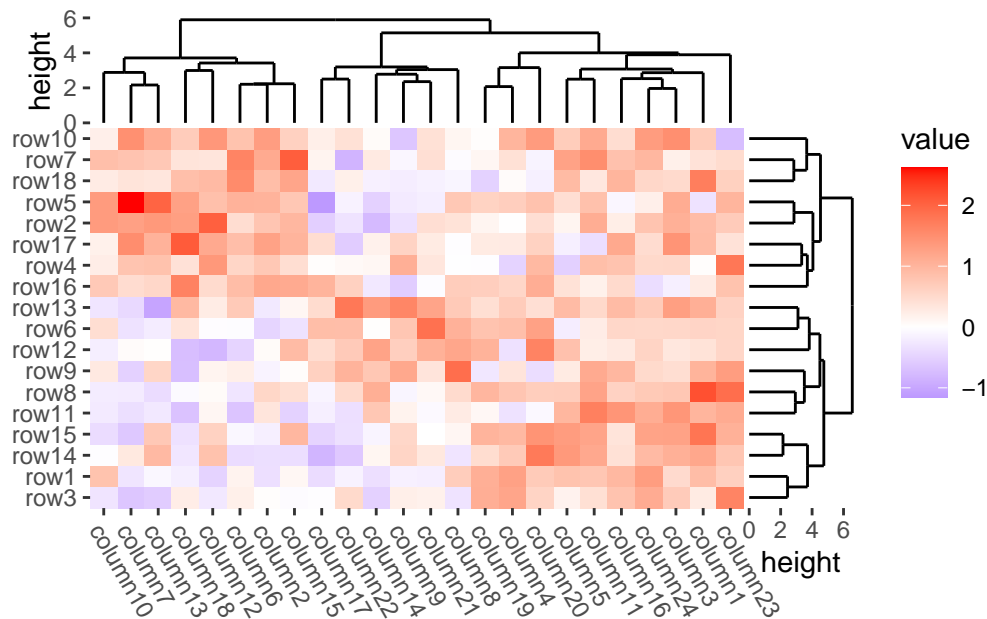 6
4
2
0
height
row10
row7
row18
row5
row2
row17
row4
row16
row13
row6
row12
row9
row8
row11
row15
row14
row1
row3
value
2
1
0
−1
0 2 4 6
height
column10
column7
column13
column18
column12
column6
column2
column15
column17
column22
column14
column9
column21
column8
column19
column4
column20
column5
column11
column16
column24
column3
column1
column23